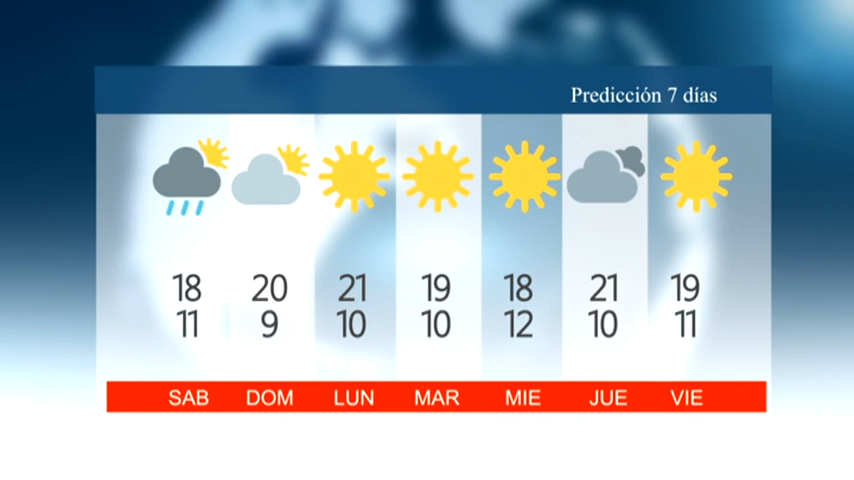 Predicción 7 días
18 20 21 19 18 21 19
11 9 10 10 12 10 11
SAB DOM LUN MAR MIE JUE VIE